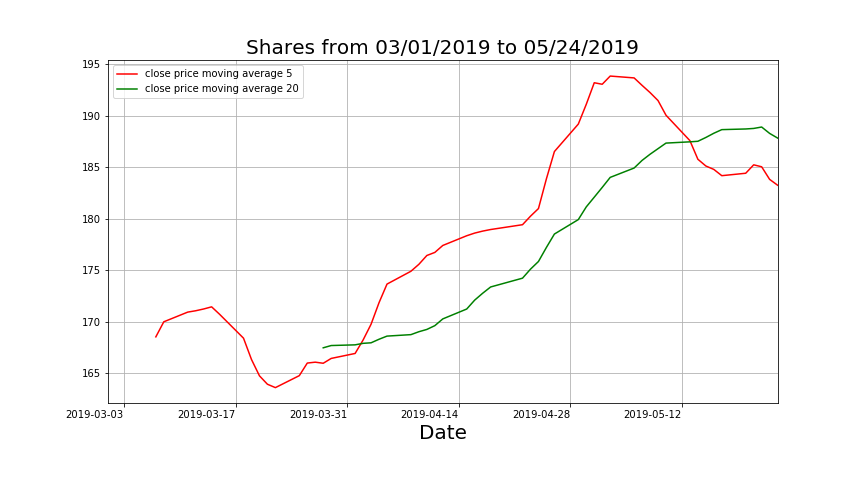 Shares from 03/01/2019 to 05/24/2019
close price moving average 5
close price moving average 20
195
190
185
180
175
170
165
2019-03-03 2019-03-17 2019-03-31 2019-04-14 2019-04-28 2019-05-12
Date